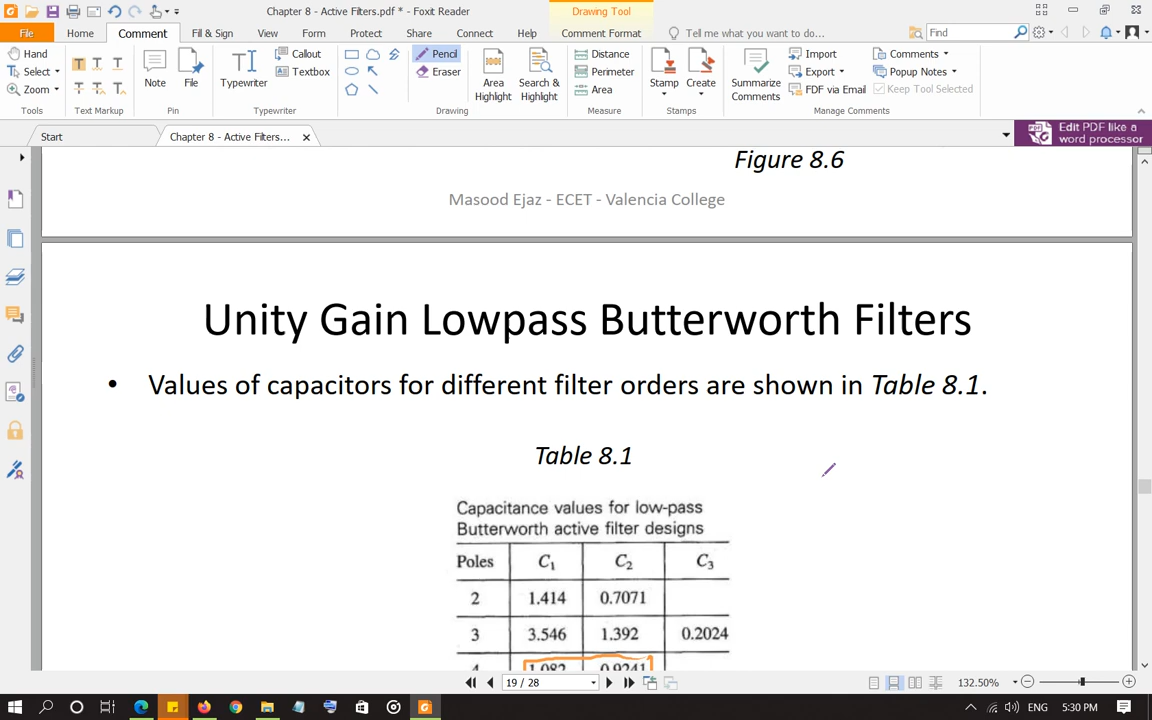 Chapter 8 - Active Filters.pdf * - Foxit Reader
Drawing Tool
File Home Comment Fill & Sign View Form Protect Share Connect Help Comment Format Tell me what you want to do... Find
Hand
Select
Zoom
Tools
Text Markup
Note
File
Pin
Typewriter
Callout
Textbox
Typewriter
Pencil
Eraser
Drawing
Area Highlight
Search & Highlight
Distance
Perimeter
Area
Measure
Stamp
Create
Stamps
Summarize Comments
Import
Export
FDF via Email
Comments
Popup Notes
Keep Tool Selected
Manage Comments
Start
Chapter 8 - Active Filters...
Edit PDF like a
word processor
Figure 8.6
Masood Ejaz - ECET - Valencia College
Unity Gain Lowpass Butterworth Filters
• Values of capacitors for different filter orders are shown in Table 8.1.
Table 8.1
Capacitance values for low-pass
Butterworth active filter designs
Poles C₁ C₂ C₃
2 1.414 0.7071
3 3.546 1.392 0.2024
4 1.082 0.9241
19 / 28
132.50%
ENG 5:30 PM